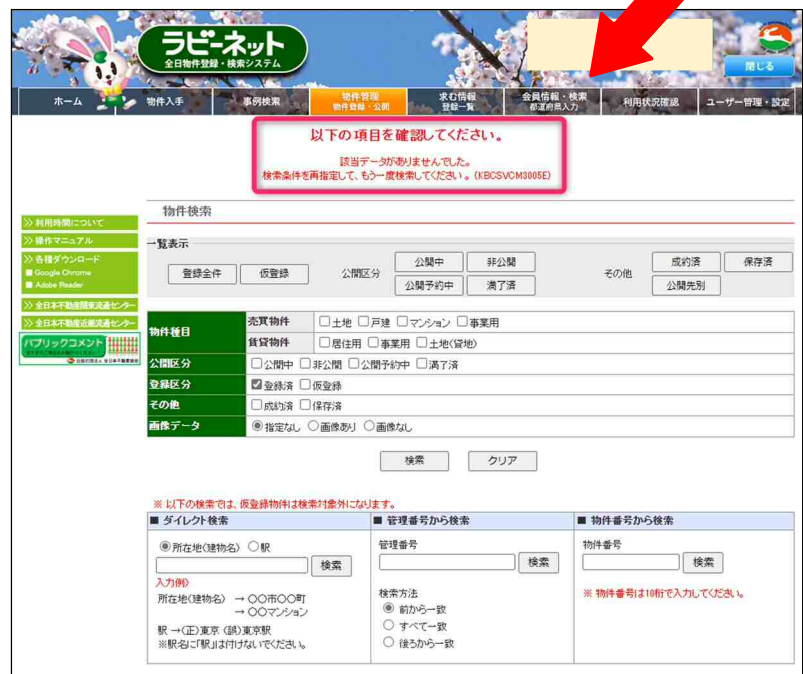 ラビーネット
全日物件登録・検索システム
閉じる
ホーム
物件入手
事例検索
物件管理
物件登録・公開
求む情報
登録一覧
会員情報・検索
都道府県入力
利用状況確認
ユーザー管理・設定
以下の項目を確認してください。
該当データがありませんでした。
検索条件を再指定して、もう一度検索してください。(KBCSVCM3005E)
>> 利用時間について
>> 操作マニュアル
>> 各種ダウンロード
Google Chrome
Adobe Reader
>> 全日本不動産関東流通センター
>> 全日本不動産近畿流通センター
パブリックコメント
物件検索
一覧表示
登録全件 仮登録 公開区分 公開中 非公開 その他 成約済 保存済
公開予約中 満了済 公開先別
物件種目 売買物件 土地 戸建 マンション 事業用
賃貸物件 居住用 事業用 土地(貸地)
公開区分 公開中 非公開 公開予約中 満了済
登録区分 登録済 仮登録
その他 成約済 保存済
画像データ 指定なし 画像あり 画像なし
検索 クリア
※ 以下の検索では、仮登録物件は検索対象外になります。
■ ダイレクト検索
所在地(建物名) 駅
検索
入力例)
所在地(建物名) → 〇〇市〇〇町
→ 〇〇マンション
駅 →(正)東京 (誤)東京駅
※駅名に「駅」は付けないでください。
■ 管理番号から検索
管理番号
検索
検索方法
前から一致
すべて一致
後ろから一致
■ 物件番号から検索
物件番号
検索
※ 物件番号は10桁で入力してください。